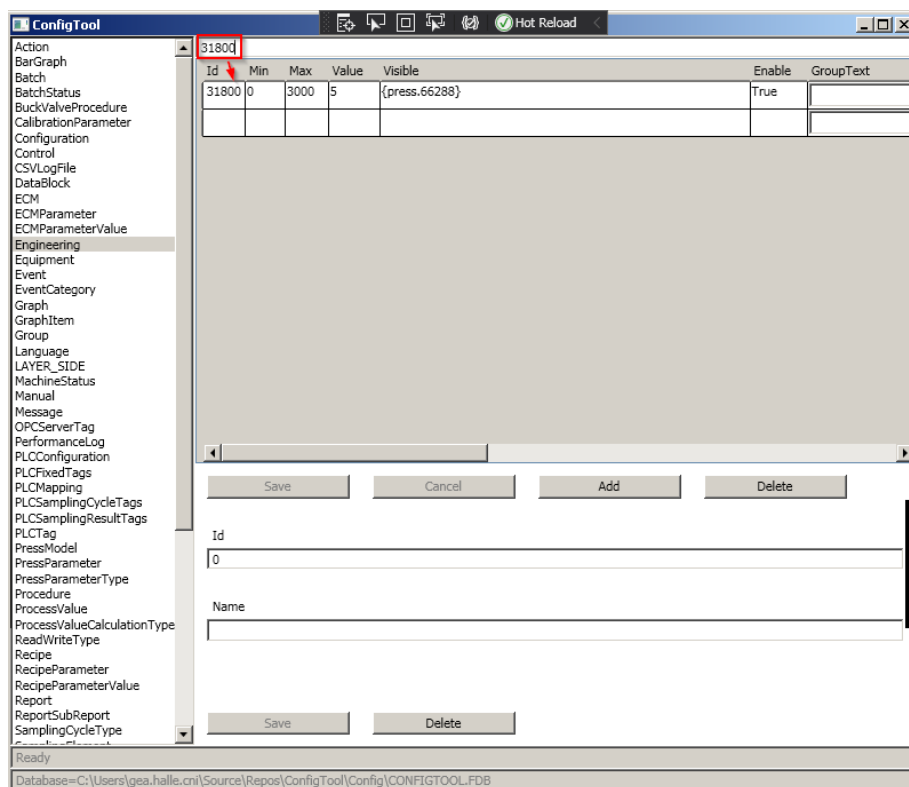 ConfigTool
Hot Reload
Action
BarGraph
Batch
BatchStatus
BuckValveProcedure
CalibrationParameter
Configuration
Control
CSVLogFile
DataBlock
ECM
ECMParameter
ECMParameterValue
Engineering
Equipment
Event
EventCategory
Graph
GraphItem
Group
Language
LAYER_SIDE
MachineStatus
Manual
Message
OPCServerTag
PerformanceLog
PLCConfiguration
PLCFixedTags
PLCMapping
PLCSamplingCycleTags
PLCSamplingResultTags
PLCTag
PressModel
PressParameter
PressParameterType
Procedure
ProcessValue
ProcessValueCalculationType
ReadWriteType
Recipe
RecipeParameter
RecipeParameterValue
Report
ReportSubReport
SamplingCycleType
31800
Id Min Max Value Visible Enable GroupText
31800 0 3000 5 {press.66288} True
Save Cancel Add Delete
Id
0
Name
Save Delete
Ready
Database=C:\Users\gea.halle.cni\Source\Repos\ConfigTool\Config\CONFIGTOOL.FDB